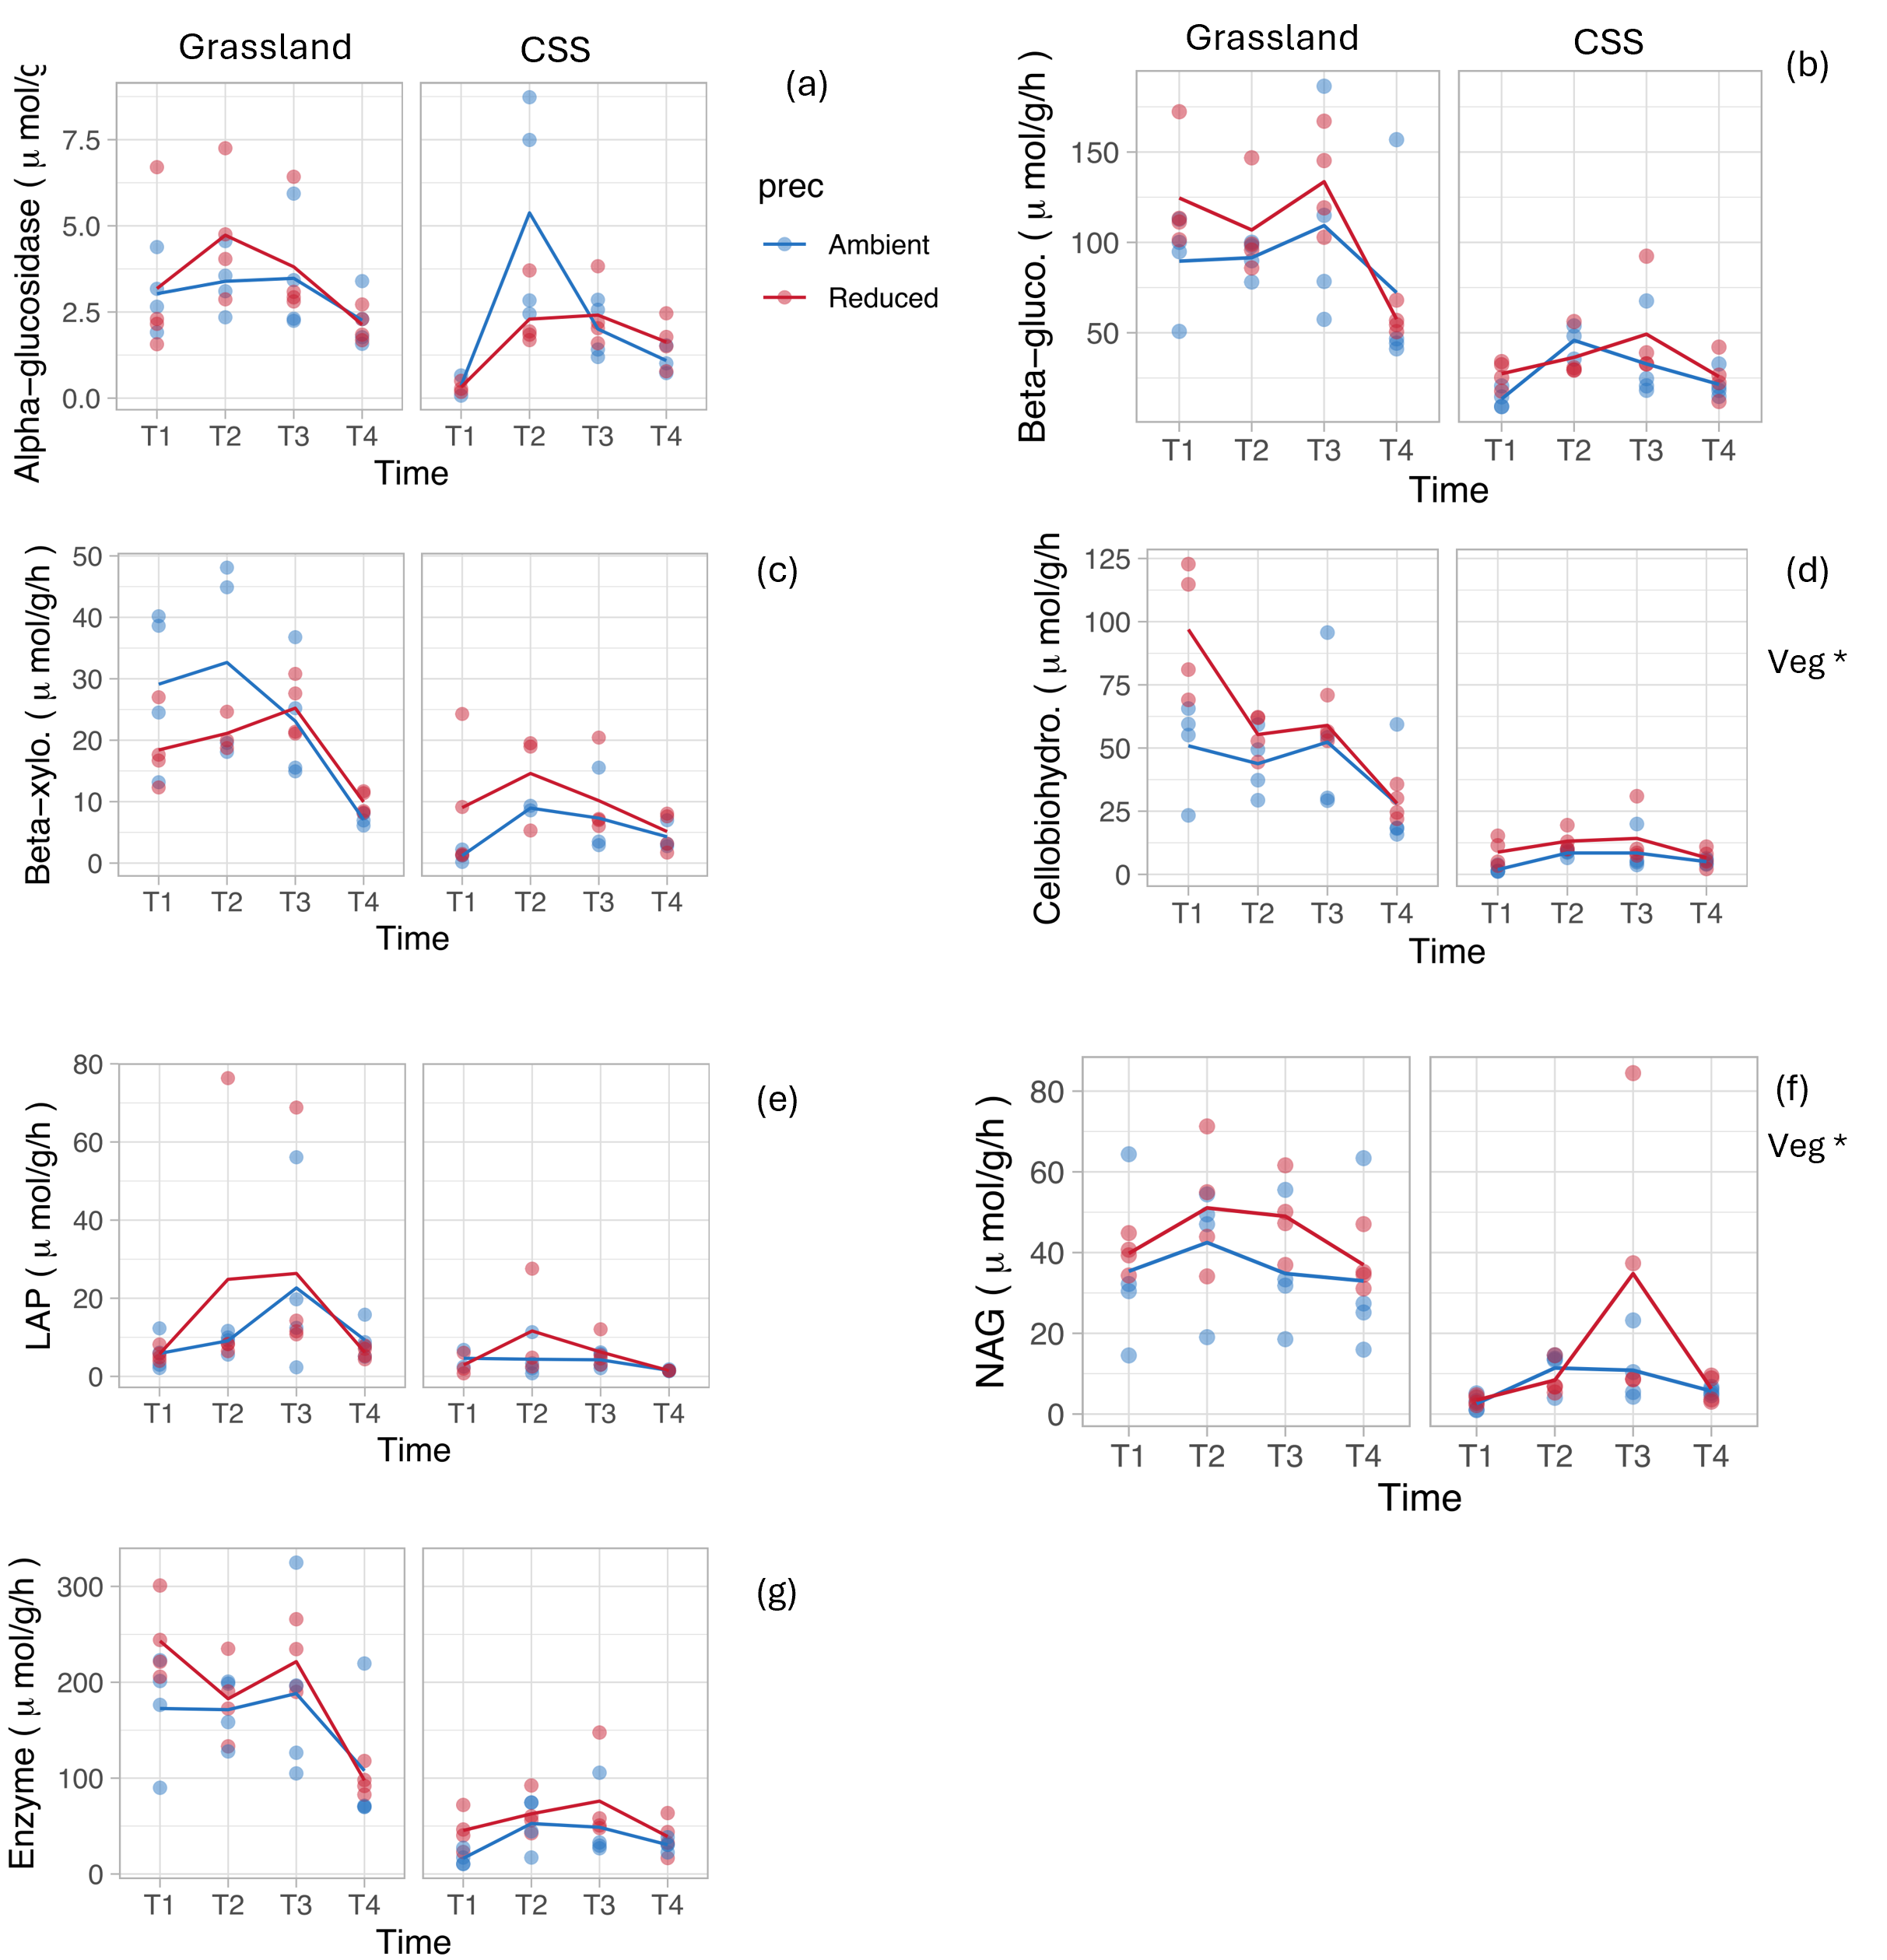 Grassland CSS
(a)
Alpha−glucosidase ( μ mol/g
7.5
5.0
2.5
0.0
T1 T2 T3 T4 T1 T2 T3 T4
Time
prec
Ambient
Reduced
Grassland CSS
(b)
Beta−gluco. ( μ mol/g/h )
150
100
50
T1 T2 T3 T4 T1 T2 T3 T4
Time
(c)
Beta−xylo. ( μ mol/g/h )
50
40
30
20
10
0
T1 T2 T3 T4 T1 T2 T3 T4
Time
(d)
Veg *
Cellobiohydro. ( μ mol/g/h
125
100
75
50
25
0
T1 T2 T3 T4 T1 T2 T3 T4
Time
(e)
LAP ( μ mol/g/h )
80
60
40
20
0
T1 T2 T3 T4 T1 T2 T3 T4
Time
(f)
Veg *
NAG ( μ mol/g/h )
80
60
40
20
0
T1 T2 T3 T4 T1 T2 T3 T4
Time
(g)
Enzyme ( μ mol/g/h )
300
200
100
0
T1 T2 T3 T4 T1 T2 T3 T4
Time